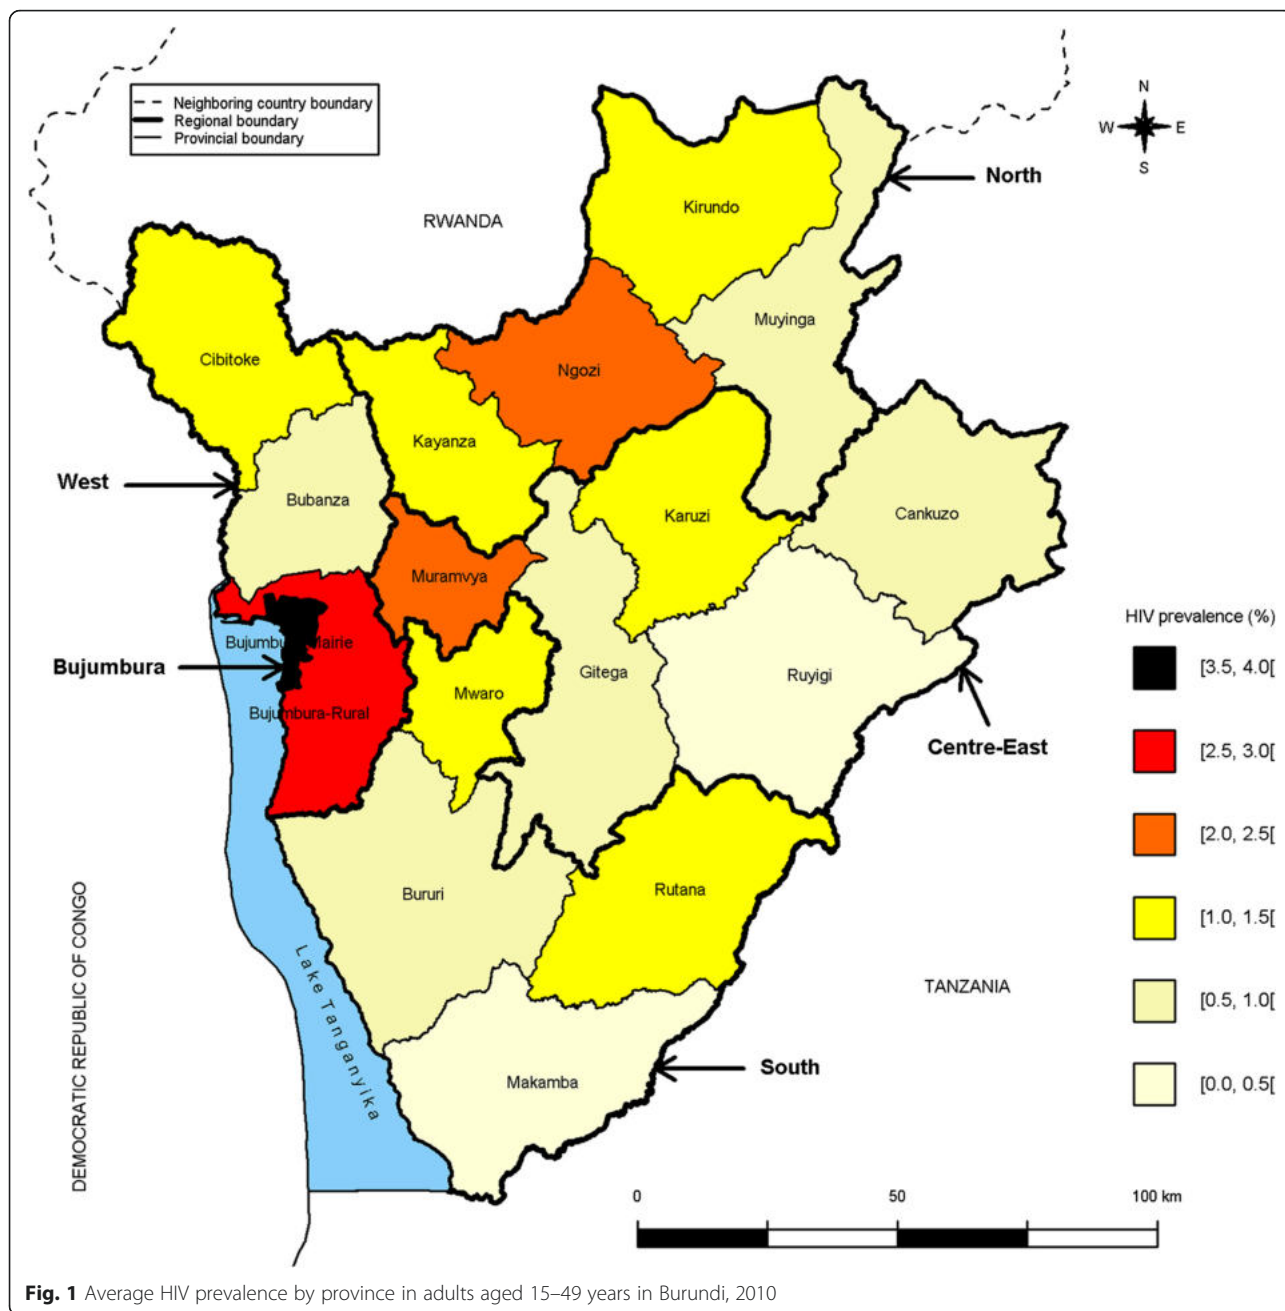 Neighboring country boundary
Regional boundary
Provincial boundary
N
W E
S
North
RWANDA
Kirundo
Muyinga
Cibitoke
Ngozi
Kayanza
West
Bubanza
Karuzi
Cankuzo
Muramvya
HIV prevalence (%)
Bujumbura Mairie
Bujumbura
Gitega
Ruyigi
[3.5, 4.0[
Mwaro
Bujumbura-Rural
Centre-East
[2.5, 3.0[
[2.0, 2.5[
Bururi
Rutana
[1.0, 1.5[
DEMOCRATIC REPUBLIC OF CONGO
Lake Tanganyika
TANZANIA
[0.5, 1.0[
South
Makamba
[0.0, 0.5[
0 50 100 km
Fig. 1 Average HIV prevalence by province in adults aged 15–49 years in Burundi, 2010